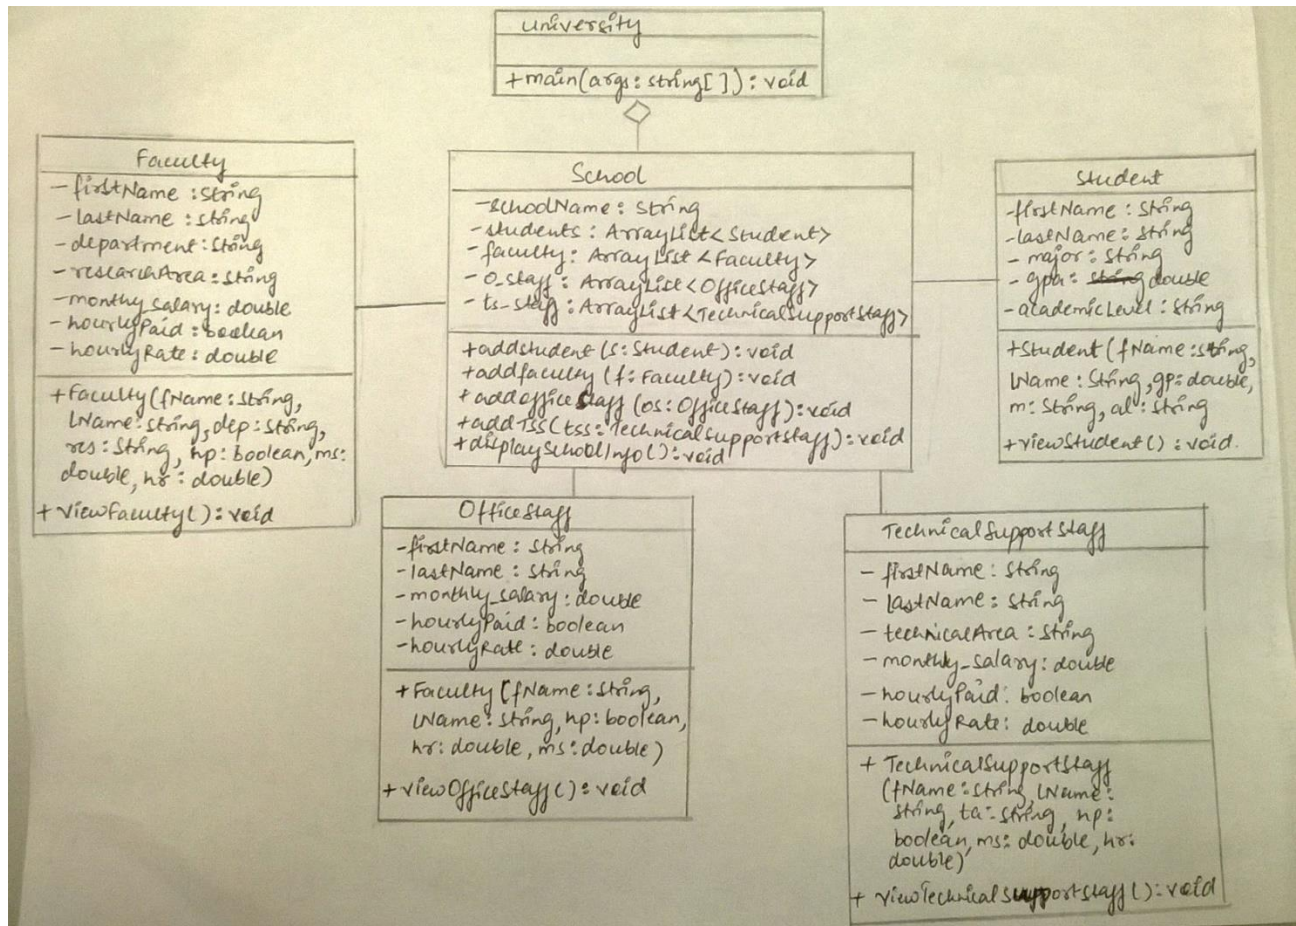 University
+main(args: string[ ]): void
Faculty
- firstName : String
- lastName : String
- department : String
- researchArea : String
- monthy_salary : double
- hourlyPaid : boolean
- hourlyRate : double
+ Faculty (fName : String,
lName : String, dep : String,
res : String, hp : boolean, ms :
double, hr : double)
+ viewFaculty( ) : void
School
- schoolName : String
- students : ArrayList<Student>
- faculty : ArrayList <Faculty>
- o_staff : ArrayList<OfficeStaff>
- ts_staff : ArrayList<TechnicalSupportStaff>
+addstudent (s: Student) : void
+addfaculty (f: Faculty) : void
+ addofficeStaff (os : OfficeStaff) : void
+ addTSS( tss : TechnicalSupportStaff) : void
+ displaySchoolInfo( ) : void
Student
- firstName : String
- lastName : String
- major : String
- gpa : string double
- academicLevel : String
+ Student ( fName : String,
lName : String, gp : double,
m : String, al : String
+ viewStudent( ) : void.
OfficeStaff
- firstName : String
- lastName : String
- monthly_salary : double
- hourlyPaid : boolean
- hourlyRate : double
+ Faculty (fName : String,
lName : String, hp : boolean,
hr : double, ms : double)
+ viewOfficeStaff( ) : void
TechnicalSupportStaff
- firstName : String
- lastName : String
- technicalArea : String
- monthly_salary : double
- hourlyPaid : boolean
- hourlyRate : double
+ TechnicalSupportStaff
(fName : String, lName :
String, ta : String, hp :
boolean, ms : double, hr :
double)
+ viewTechnicalSupportStaff( ) : void